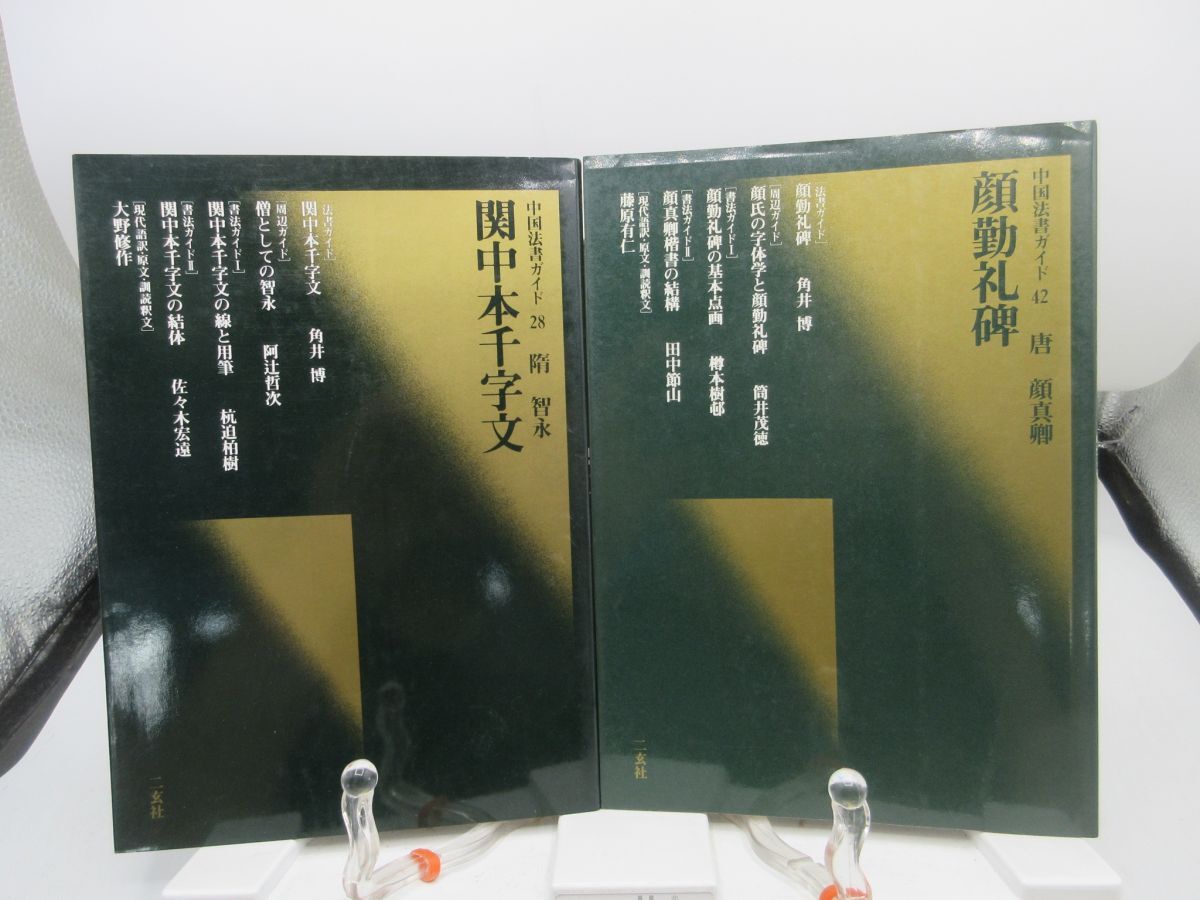 中国法書ガイド 28 隋 智永
関中本千字文
[法書ガイド]
関中本千字文 角井 博
[周辺ガイド]
僧としての智永 阿辻哲次
[書法ガイドI]
関中本千字文の線と用筆 杭迫柏樹
[書法ガイドII]
関中本千字文の結体 佐々木宏遠
[現代語訳・原文・訓読釈文]
大野修作
二玄社
中国法書ガイド 42 唐 顔真卿
顔勤礼碑
[法書ガイド]
顔勤礼碑 角井 博
[周辺ガイド]
顔氏の字体学と顔勤礼碑 筒井茂徳
[書法ガイドI]
顔勤礼碑の基本点画 樽本樹邨
[書法ガイドII]
顔真卿楷書の結構 田中節山
[現代語訳・原文・訓読釈文]
藤原有仁
二玄社